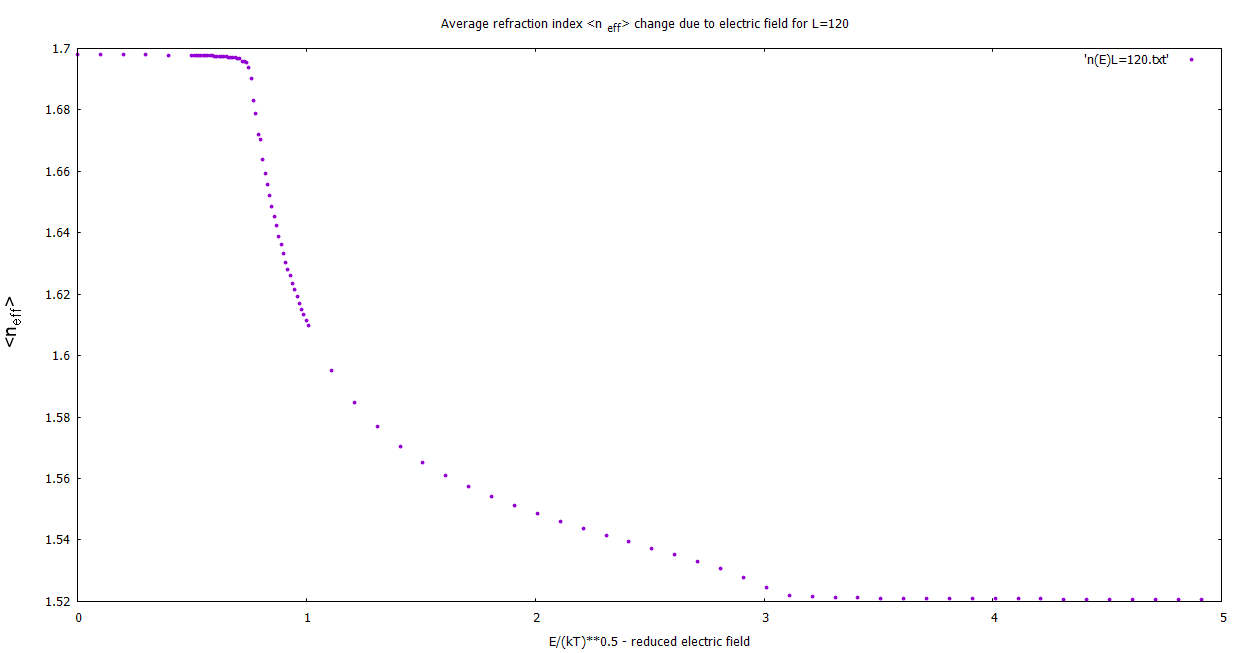 Average refraction index <n eff> change due to electric field for L=120
'n(E)L=120.txt'
1.7
1.68
1.66
1.64
1.62
1.6
1.58
1.56
1.54
1.52
<neff>
0 1 2 3 4 5
E/(kT)**0.5 - reduced electric field